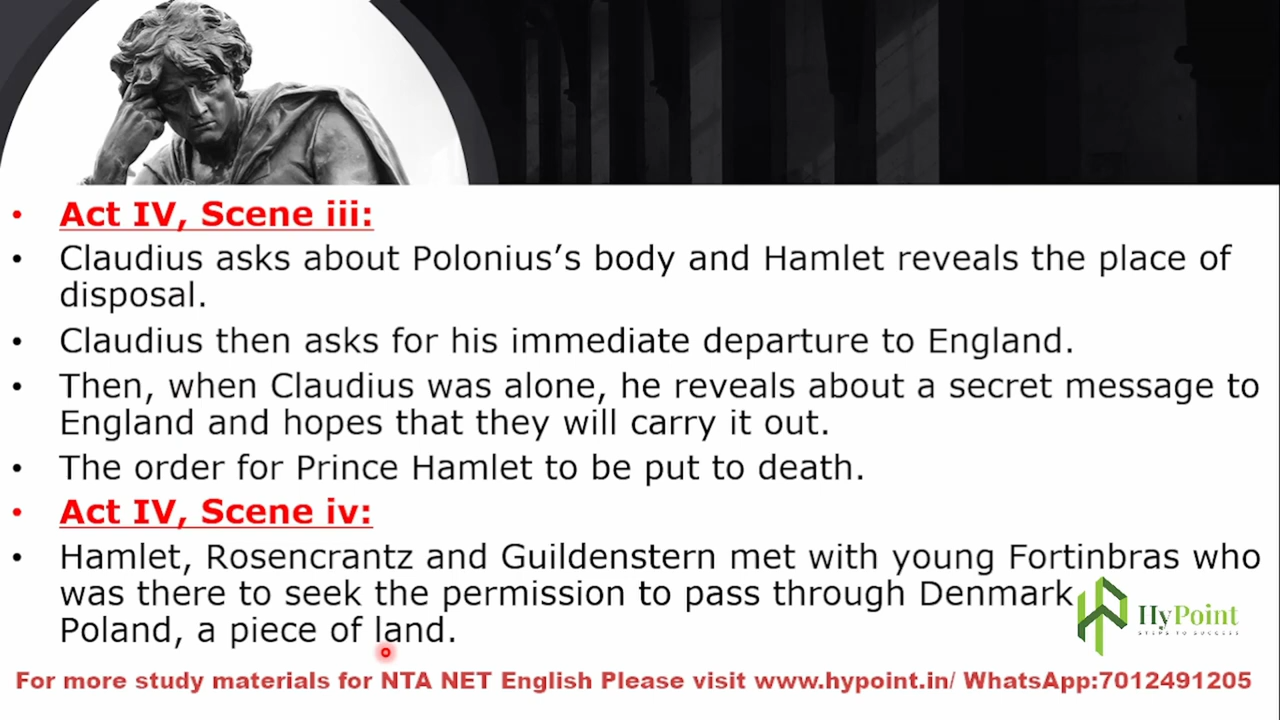 • Act IV, Scene iii:
• Claudius asks about Polonius’s body and Hamlet reveals the place of
disposal.
• Claudius then asks for his immediate departure to England.
• Then, when Claudius was alone, he reveals about a secret message to
England and hopes that they will carry it out.
• The order for Prince Hamlet to be put to death.
• Act IV, Scene iv:
• Hamlet, Rosencrantz and Guildenstern met with young Fortinbras who
was there to seek the permission to pass through Denmark
Poland, a piece of land.
HyPoint
STEPS TO SUCCESS
For more study materials for NTA NET English Please visit www.hypoint.in/ WhatsApp:7012491205